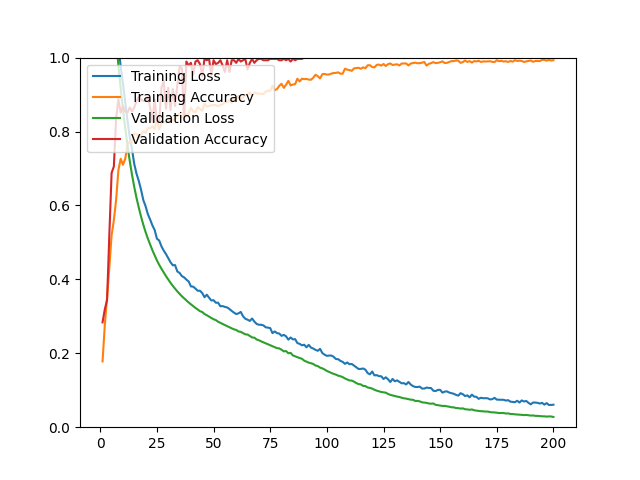 1.0
0.8
0.6
0.4
0.2
0.0
Training Loss
Training Accuracy
Validation Loss
Validation Accuracy
0 25 50 75 100 125 150 175 200